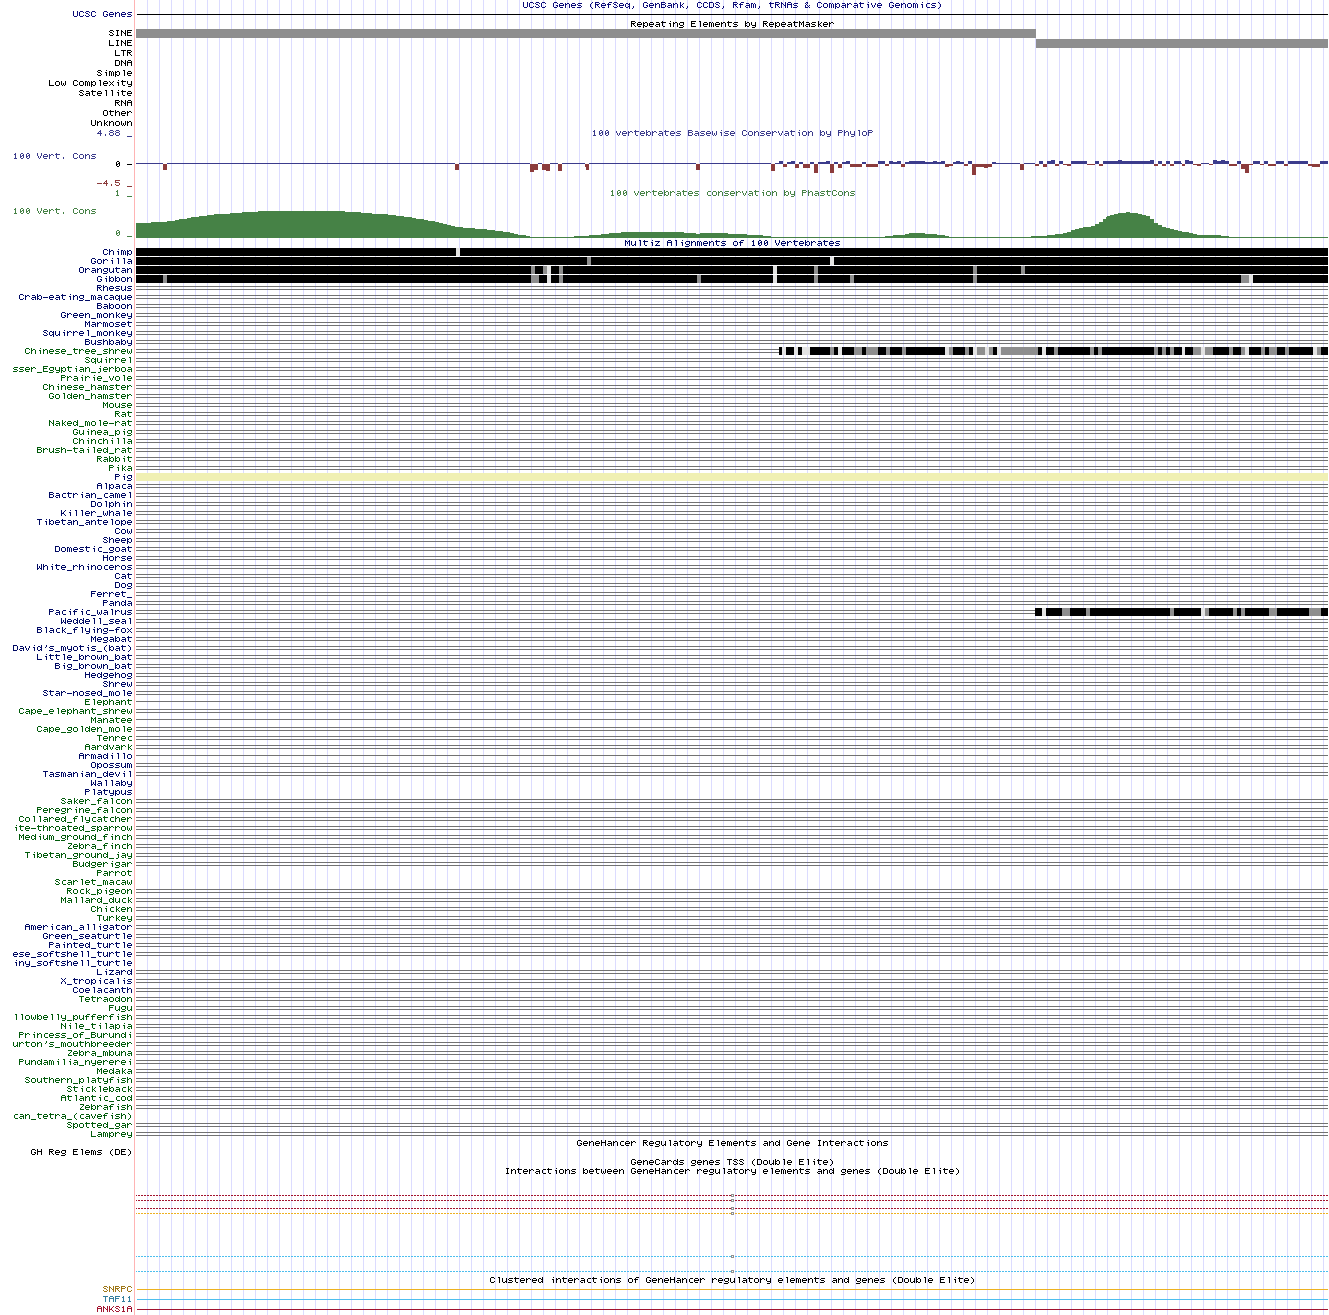 UCSC Genes (RefSeq, GenBank, CCDS, Rfam, tRNAs & Comparative Genomics)
UCSC Genes
Repeating Elements by RepeatMasker
SINE
LINE
LTR
DNA
Simple
Low Complexity
Satellite
RNA
Other
Unknown
4.88 _
100 vertebrates Basewise Conservation by PhyloP
100 Vert. Cons
0 -
-4.5 _
1 _
100 vertebrates conservation by PhastCons
100 Vert. Cons
0 _
Multiz Alignments of 100 Vertebrates
Chimp
Gorilla
Orangutan
Gibbon
Rhesus
Crab-eating_macaque
Baboon
Green_monkey
Marmoset
Squirrel_monkey
Bushbaby
Chinese_tree_shrew
Squirrel
sser_Egyptian_jerboa
Prairie_vole
Chinese_hamster
Golden_hamster
Mouse
Rat
Naked_mole-rat
Guinea_pig
Chinchilla
Brush-tailed_rat
Rabbit
Pika
Pig
Alpaca
Bactrian_camel
Dolphin
Killer_whale
Tibetan_antelope
Cow
Sheep
Domestic_goat
Horse
White_rhinoceros
Cat
Dog
Ferret_
Panda
Pacific_walrus
Weddell_seal
Black_flying-fox
Megabat
David's_myotis_(bat)
Little_brown_bat
Big_brown_bat
Hedgehog
Shrew
Star-nosed_mole
Elephant
Cape_elephant_shrew
Manatee
Cape_golden_mole
Tenrec
Aardvark
Armadillo
Opossum
Tasmanian_devil
Wallaby
Platypus
Saker_falcon
Peregrine_falcon
Collared_flycatcher
ite-throated_sparrow
Medium_ground_finch
Zebra_finch
Tibetan_ground_jay
Budgerigar
Parrot
Scarlet_macaw
Rock_pigeon
Mallard_duck
Chicken
Turkey
American_alligator
Green_seaturtle
Painted_turtle
ese_softshell_turtle
iny_softshell_turtle
Lizard
X_tropicalis
Coelacanth
Tetraodon
Fugu
llowbelly_pufferfish
Nile_tilapia
Princess_of_Burundi
urton's_mouthbreeder
Zebra_mbuna
Pundamilia_nyererei
Medaka
Southern_platyfish
Stickleback
Atlantic_cod
Zebrafish
can_tetra_(cavefish)
Spotted_gar
Lamprey
GeneHancer Regulatory Elements and Gene Interactions
GH Reg Elems (DE)
GeneCards genes TSS (Double Elite)
Interactions between GeneHancer regulatory elements and genes (Double Elite)
Clustered interactions of GeneHancer regulatory elements and genes (Double Elite)
SNRPC
TAF11
ANKS1A